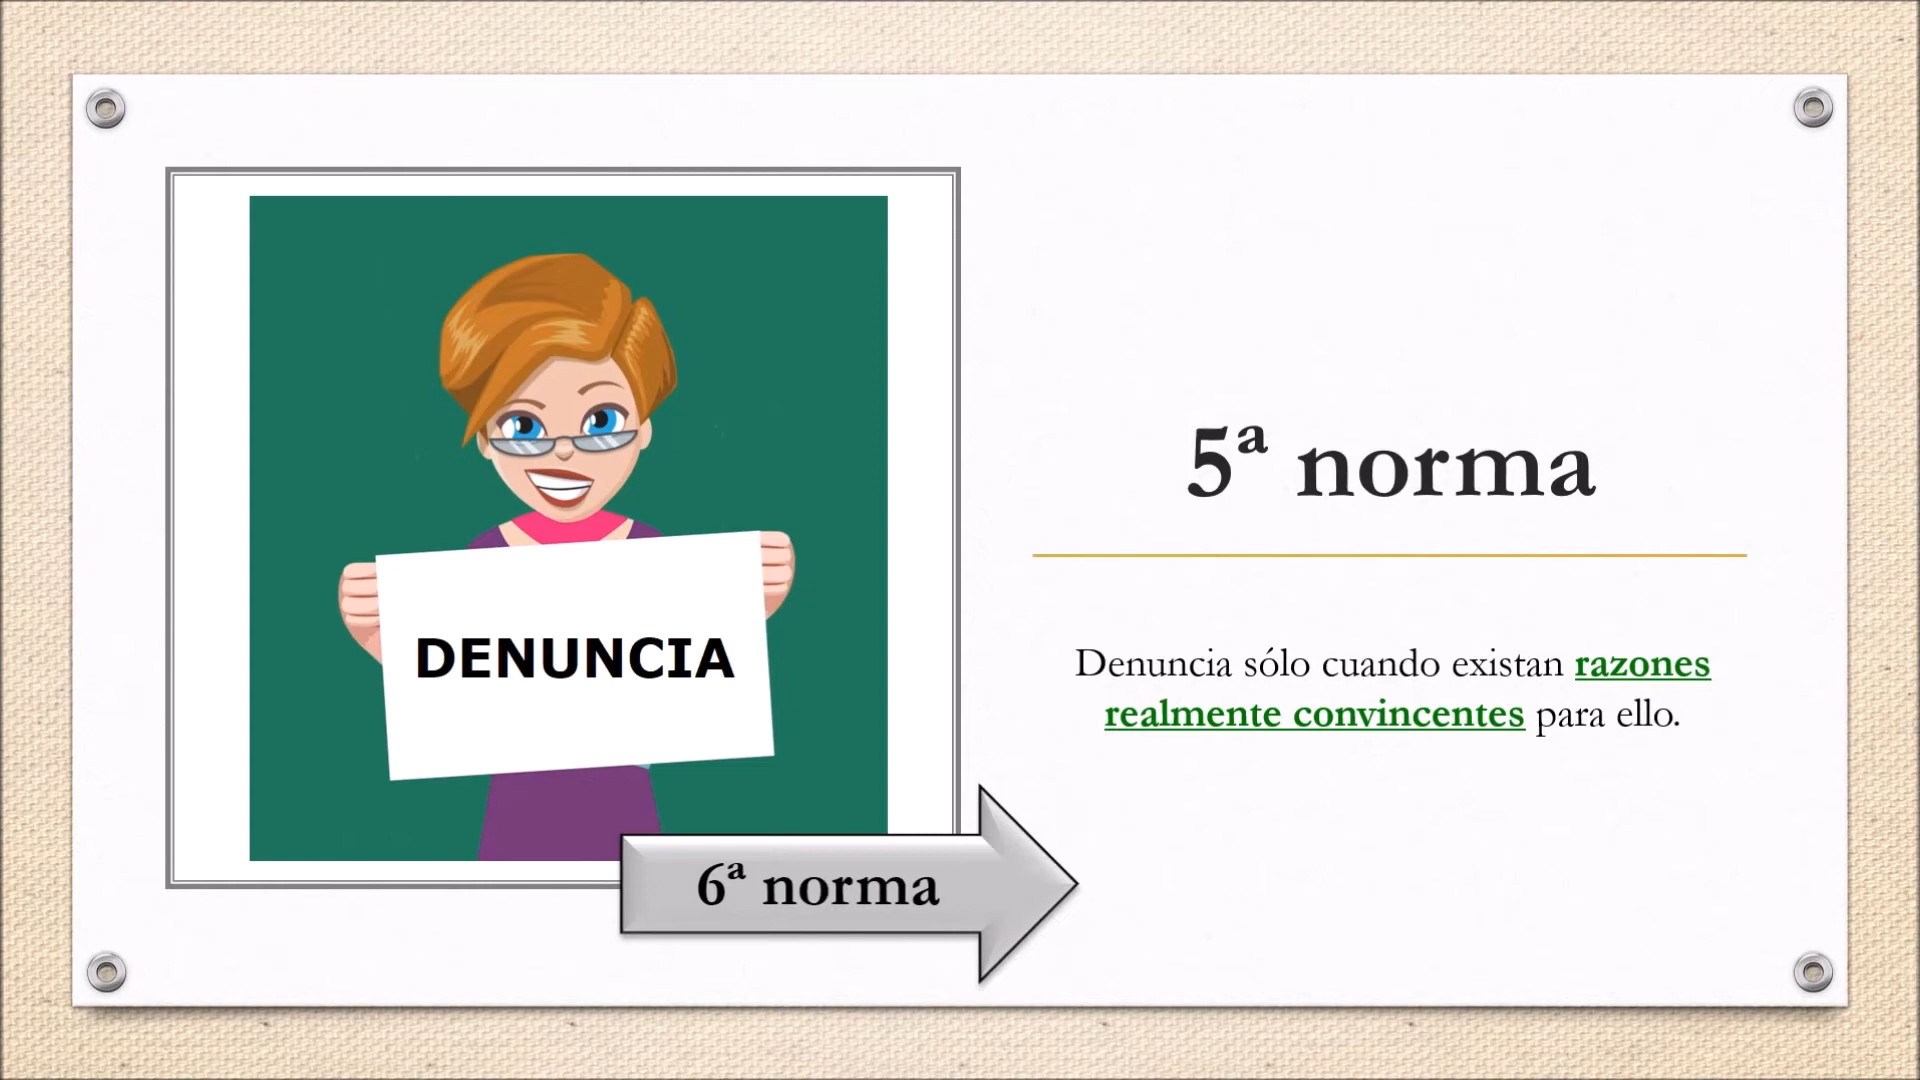 DENUNCIA
5ª norma
Denuncia sólo cuando existan razones
realmente convincentes para ello.
6ª norma